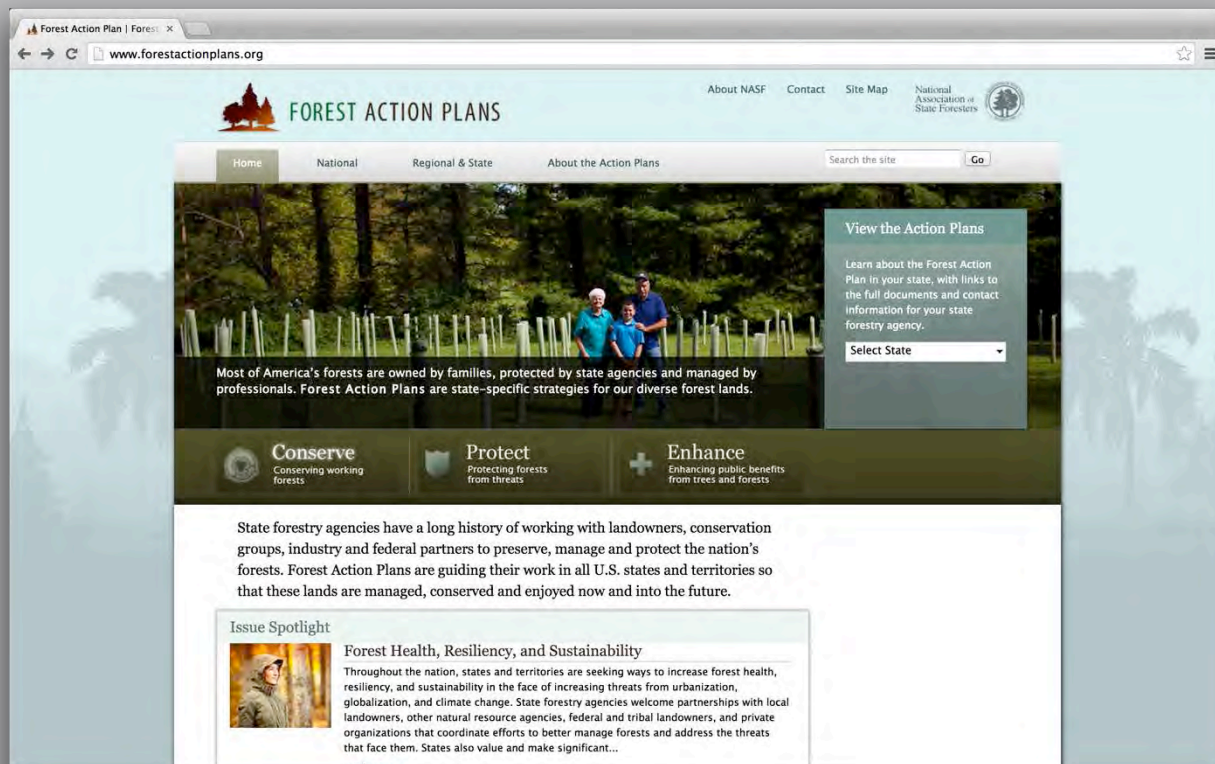 Forest Action Plan | Forest
www.forestactionplans.org
FOREST ACTION PLANS
About NASF Contact Site Map
National
Association of
State Foresters
Home National Regional & State About the Action Plans
Search the site Go
View the Action Plans
Learn about the Forest Action
Plan in your state, with links to
the full documents and contact
information for your state
forestry agency.
Select State
Most of America's forests are owned by families, protected by state agencies and managed by
professionals. Forest Action Plans are state-specific strategies for our diverse forest lands.
Conserve
Conserving working
forests
Protect
Protecting forests
from threats
Enhance
Enhancing public benefits
from trees and forests
State forestry agencies have a long history of working with landowners, conservation
groups, industry and federal partners to preserve, manage and protect the nation's
forests. Forest Action Plans are guiding their work in all U.S. states and territories so
that these lands are managed, conserved and enjoyed now and into the future.
Issue Spotlight
Forest Health, Resiliency, and Sustainability
Throughout the nation, states and territories are seeking ways to increase forest health,
resiliency, and sustainability in the face of increasing threats from urbanization,
globalization, and climate change. State forestry agencies welcome partnerships with local
landowners, other natural resource agencies, federal and tribal landowners, and private
organizations that coordinate efforts to better manage forests and address the threats
that face them. States also value and make significant...